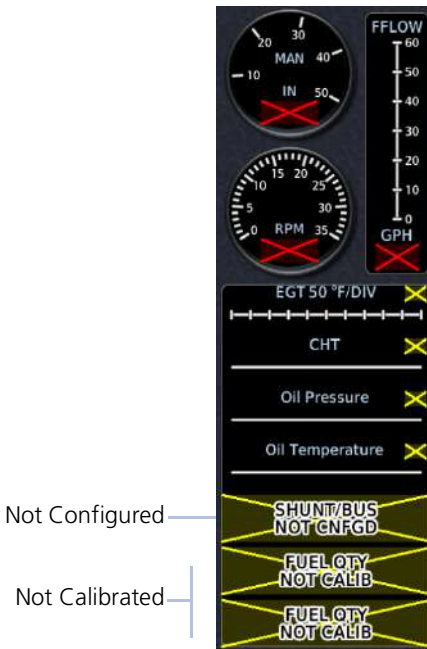 20 30 40
MAN
10
IN 50
FFLOW
60
50
40
30
20
10
0
GPH
15 20
10 25
5 30
0 RPM 35
EGT 50 °F/DIV
CHT
Oil Pressure
Oil Temperature
Not Configured
SHUNT/BUS
NOT CNFGD
Not Calibrated
FUEL QTY
NOT CALIB
FUEL QTY
NOT CALIB